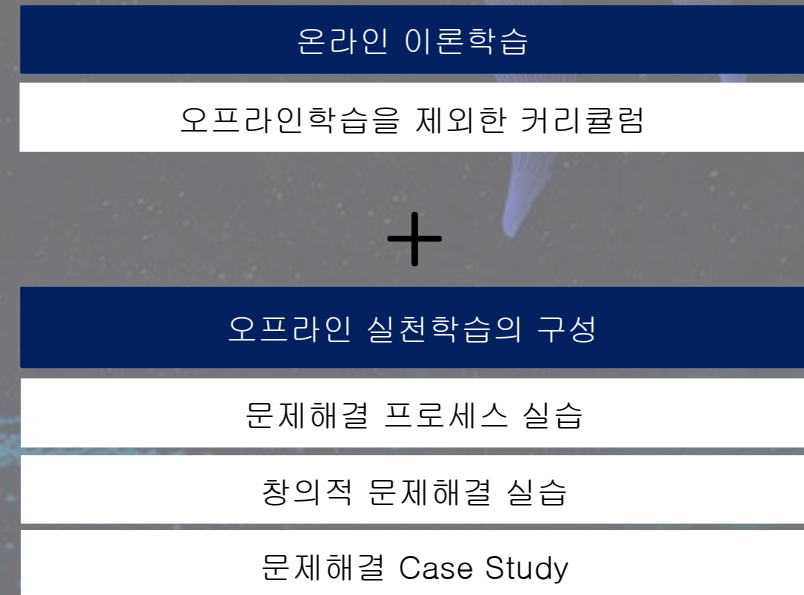 온라인 이론학습
오프라인학습을 제외한 커리큘럼
+
오프라인 실천학습의 구성
문제해결 프로세스 실습
창의적 문제해결 실습
문제해결 Case Study